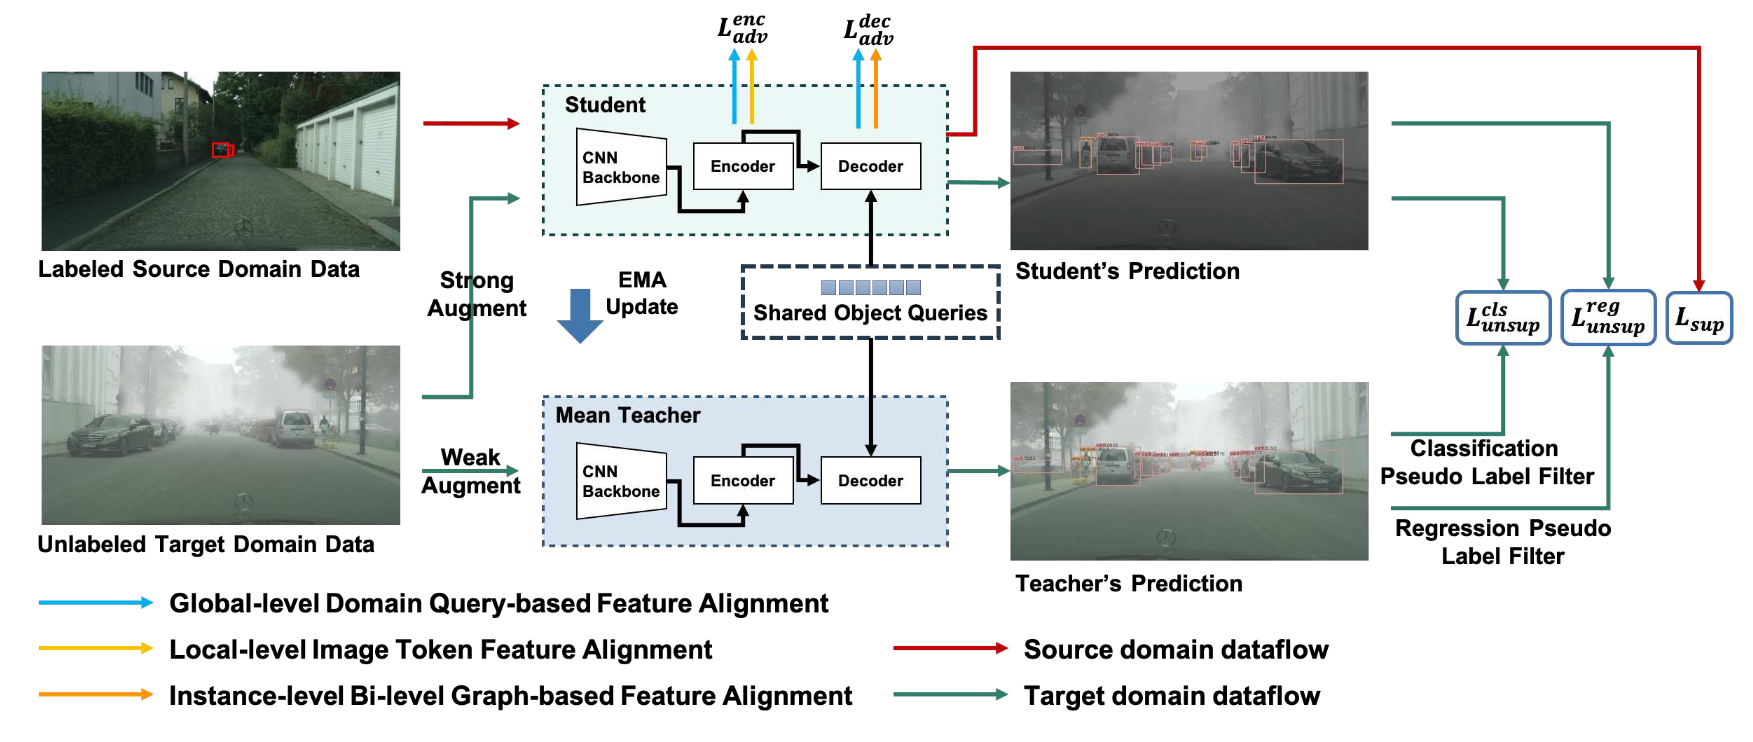 L_{adv}^{enc}
L_{adv}^{dec}
Student
CNN
Backbone
Encoder
Decoder
Labeled Source Domain Data
Student's Prediction
Strong
Augment
EMA
Update
Shared Object Queries
L_{unsup}^{cls}
L_{unsup}^{reg}
L_{sup}
Mean Teacher
CNN
Backbone
Encoder
Decoder
Weak
Augment
Classification
Pseudo Label Filter
Regression Pseudo
Label Filter
Unlabeled Target Domain Data
Teacher's Prediction
Global-level Domain Query-based Feature Alignment
Local-level Image Token Feature Alignment
Source domain dataflow
Instance-level Bi-level Graph-based Feature Alignment
Target domain dataflow